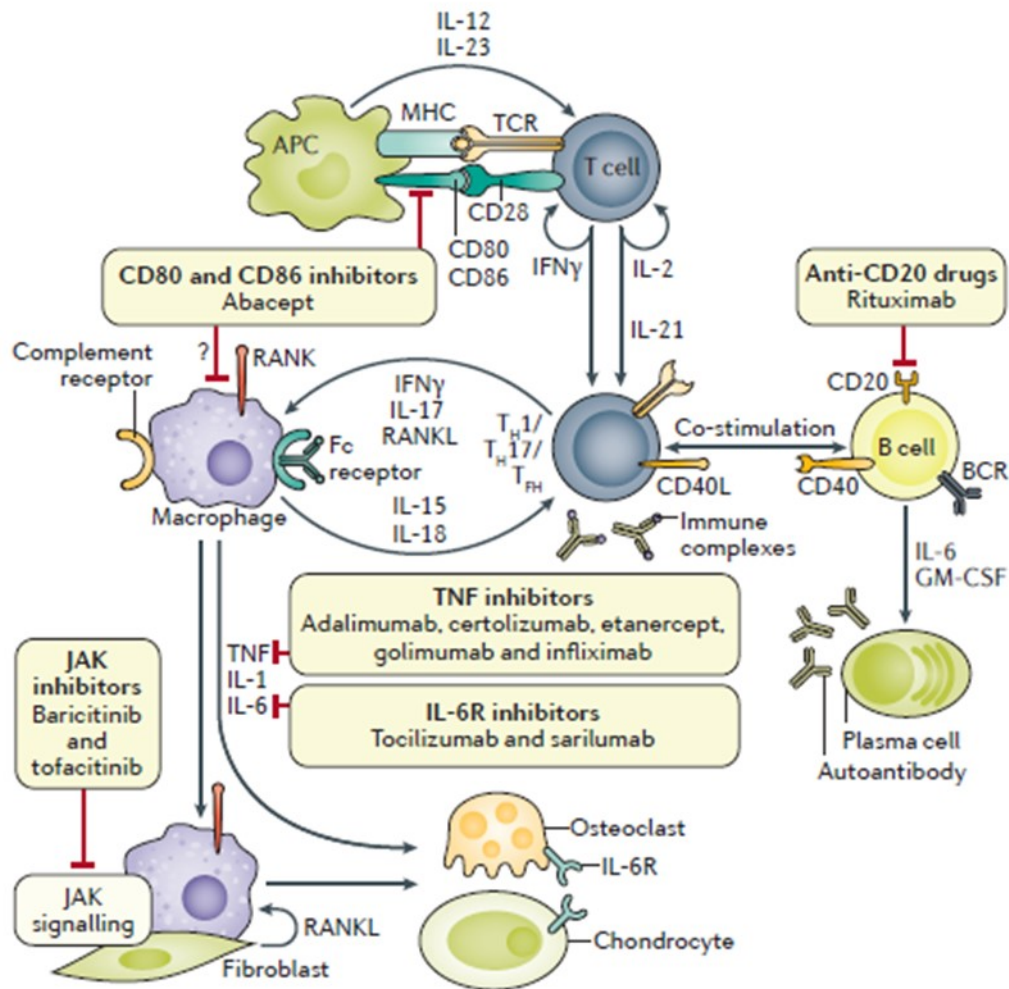 IL-12
IL-23
MHC
TCR
APC
T cell
CD28
CD80
CD86
IFNγ
IL-2
CD80 and CD86 inhibitors
Abacept
Anti-CD20 drugs
Rituximab
IL-21
?
RANK
Complement
receptor
CD20
IFNγ
IL-17
RANKL
TH1/
TH17/
TFH
Co-stimulation
B cell
Fc
receptor
CD40L
CD40
BCR
Macrophage
IL-15
IL-18
Immune
complexes
IL-6
GM-CSF
TNF inhibitors
Adalimumab, certolizumab, etanercept,
golimumab and infliximab
TNF
IL-1
IL-6
JAK
inhibitors
Baricitinib
and
tofacitinib
IL-6R inhibitors
Tocilizumab and sarilumab
Plasma cell
Autoantibody
Osteoclast
IL-6R
JAK
signalling
RANKL
Fibroblast
Chondrocyte